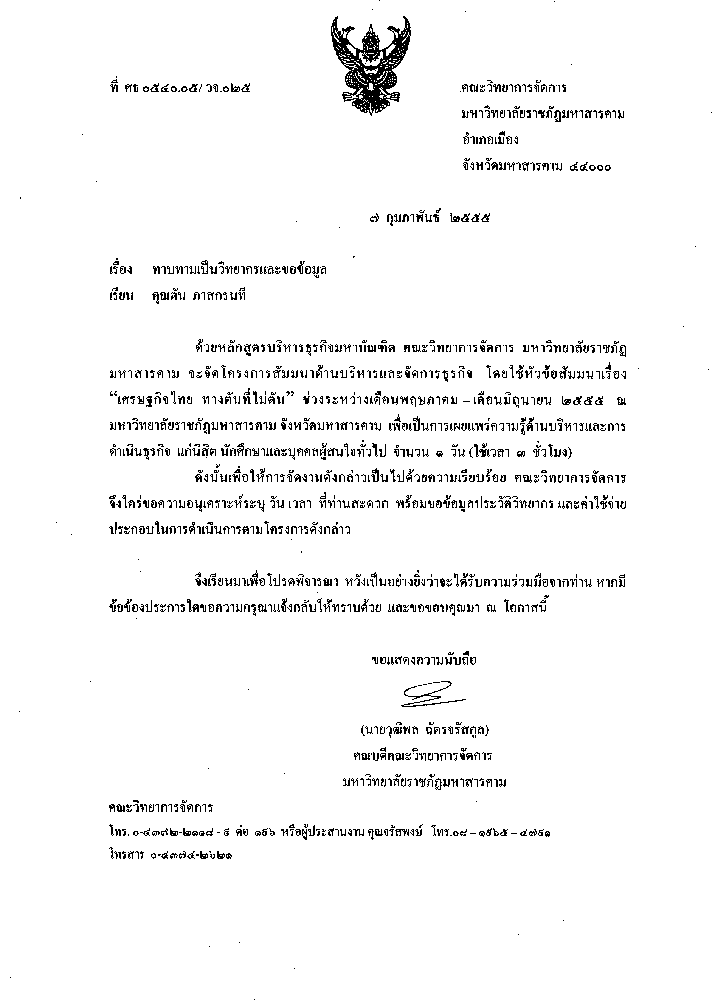 ที่ ศธ ๐๕๔๐.๐๕/ วจ.๐๒๕
คณะวิทยาการจัดการ
มหาวิทยาลัยราชภัฏมหาสารคาม
อำเภอเมือง
จังหวัดมหาสารคาม ๔๔๐๐๐
๗ กุมภาพันธ์ ๒๕๕๕
เรื่อง ทาบทามเป็นวิทยากรและขอข้อมูล
เรียน คุณตัน ภาสกรนที
ด้วยหลักสูตรบริหารธุรกิจมหาบัณฑิต คณะวิทยาการจัดการ มหาวิทยาลัยราชภัฏ
มหาสารคาม จะจัดโครงการสัมมนาด้านบริหารและจัดการธุรกิจ โดยใช้หัวข้อสัมมนาเรื่อง
“เศรษฐกิจไทย ทางตันที่ไม่ตัน” ช่วงระหว่างเดือนพฤษภาคม – เดือนมิถุนายน ๒๕๕๕ ณ
มหาวิทยาลัยราชภัฏมหาสารคาม จังหวัดมหาสารคาม เพื่อเป็นการเผยแพร่ความรู้ด้านบริหารและการ
ดำเนินธุรกิจ แก่นิสิต นักศึกษาและบุคคลผู้สนใจทั่วไป จำนวน ๑ วัน (ใช้เวลา ๓ ชั่วโมง)
ดังนั้นเพื่อให้การจัดงานดังกล่าวเป็นไปด้วยความเรียบร้อย คณะวิทยาการจัดการ
จึงใคร่ขอความอนุเคราะห์ระบุ วัน เวลา ที่ท่านสะดวก พร้อมขอข้อมูลประวัติวิทยากร และค่าใช้จ่าย
ประกอบในการดำเนินการตามโครงการดังกล่าว
จึงเรียนมาเพื่อโปรดพิจารณา หวังเป็นอย่างยิ่งว่าจะได้รับความร่วมมือจากท่าน หากมี
ข้อข้องประการใดขอความกรุณาแจ้งกลับให้ทราบด้วย และขอขอบคุณมา ณ โอกาสนี้
ขอแสดงความนับถือ
(นายวุฒิพล ฉัตรจรัสกูล)
คณบดีคณะวิทยาการจัดการ
มหาวิทยาลัยราชภัฏมหาสารคาม
คณะวิทยาการจัดการ
โทร. ๐-๔๓๗๒-๒๑๑๘ - ๙ ต่อ ๑๙๖ หรือผู้ประสานงาน คุณจรัสพงษ์ โทร.๐๘ – ๑๙๖๕ – ๔๗๙๑
โทรสาร ๐-๔๓๗๔-๒๖๒๑